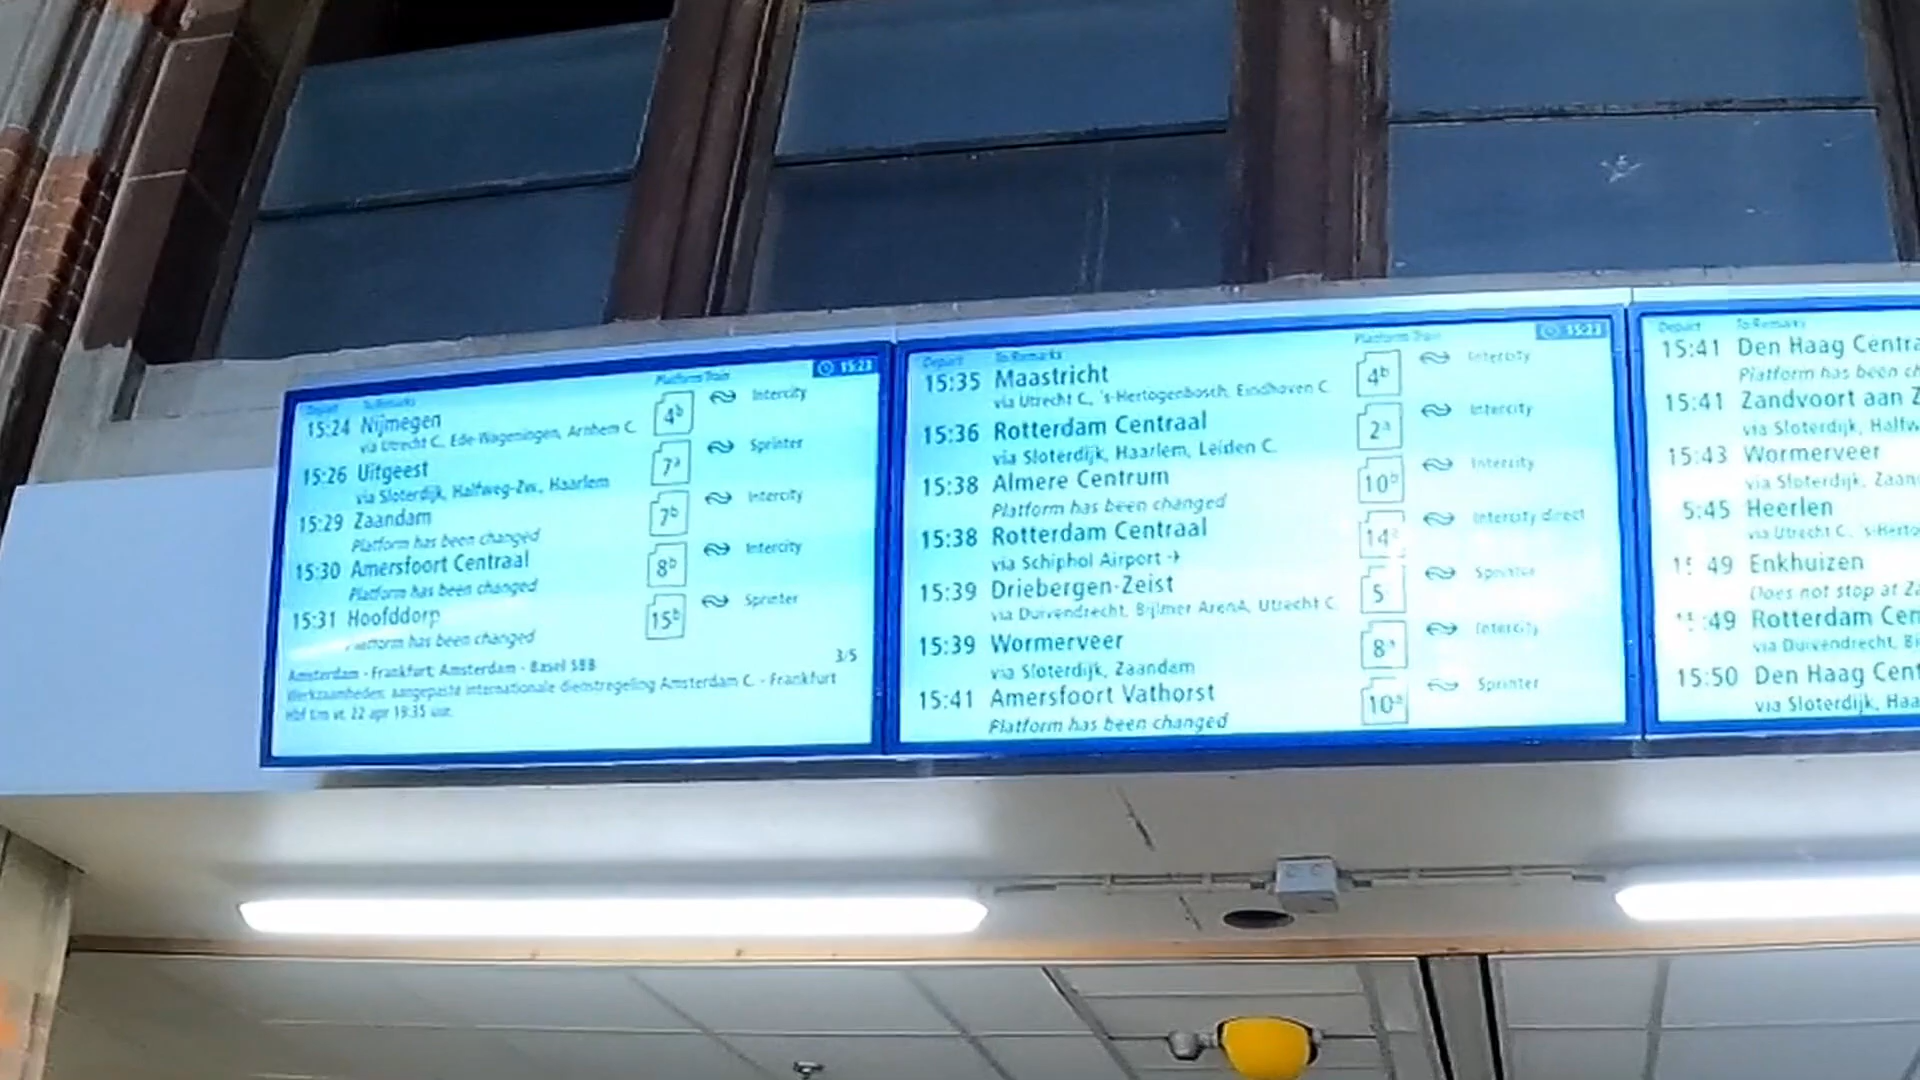 Depart To/Remarks Platform Train 15:23
15:24 Nijmegen 4b Intercity
via Utrecht C., Ede-Wageningen, Arnhem C.
15:26 Uitgeest 7a Sprinter
via Sloterdijk, Halfweg-Zw., Haarlem
15:29 Zaandam 7b Intercity
Platform has been changed
15:30 Amersfoort Centraal 8b Intercity
Platform has been changed
15:31 Hoofddorp 15b Sprinter
Platform has been changed
3/5
Amsterdam - Frankfurt; Amsterdam - Basel SBB
Werkzaamheden: aangepaste internationale dienstregeling Amsterdam C. - Frankfurt
Hbf t/m vr. 22 apr 19:35 uur.
Depart To/Remarks Platform Train 15:23
15:35 Maastricht 4b Intercity
via Utrecht C., 's-Hertogenbosch, Eindhoven C.
15:36 Rotterdam Centraal 2a Intercity
via Sloterdijk, Haarlem, Leiden C.
15:38 Almere Centrum 10b Intercity
Platform has been changed
15:38 Rotterdam Centraal 14a Intercity direct
via Schiphol Airport
15:39 Driebergen-Zeist 5 Sprinter
via Duivendrecht, Bijlmer ArenA, Utrecht C.
15:39 Wormerveer 8a Intercity
via Sloterdijk, Zaandam
15:41 Amersfoort Vathorst 10a Sprinter
Platform has been changed
Depart To/Remarks
15:41 Den Haag Centra
Platform has been ch
15:41 Zandvoort aan Z
via Sloterdijk, Halfw
15:43 Wormerveer
via Sloterdijk, Zaan
5:45 Heerlen
via Utrecht C., 's-Herto
49 Enkhuizen
(Does not stop at Za
:49 Rotterdam Cen
via Duivendrecht, Bi
15:50 Den Haag Cent
via Sloterdijk, Haa